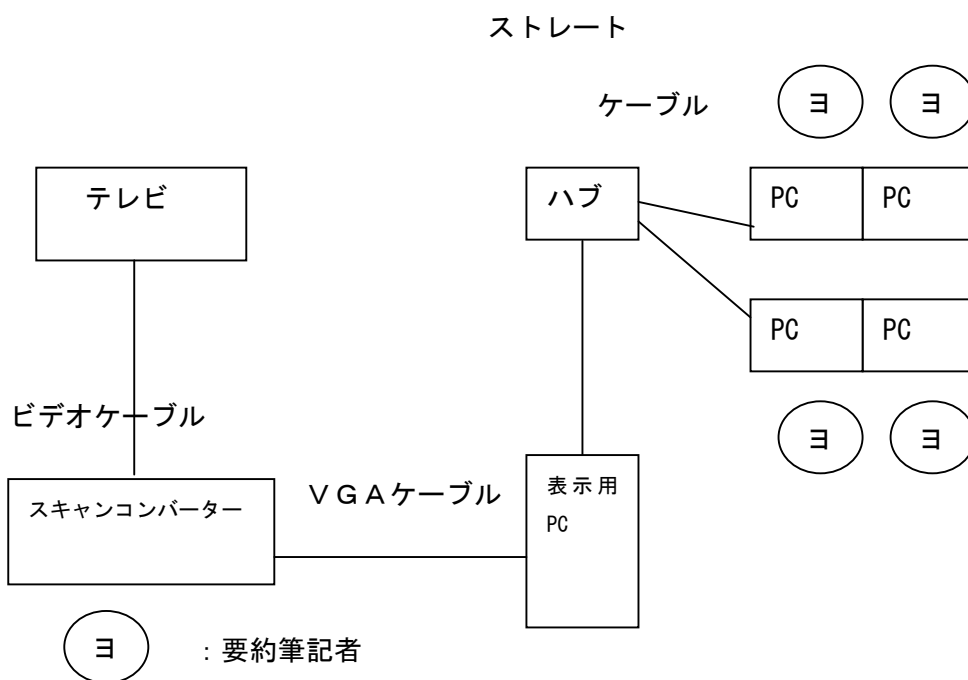 ストレート
ケーブル
ヨ ヨ
テレビ
ハブ
PC PC
PC PC
ビデオケーブル
ヨ ヨ
スキャンコンバーター
ＶＧＡケーブル
表示用
PC
ヨ ：要約筆記者